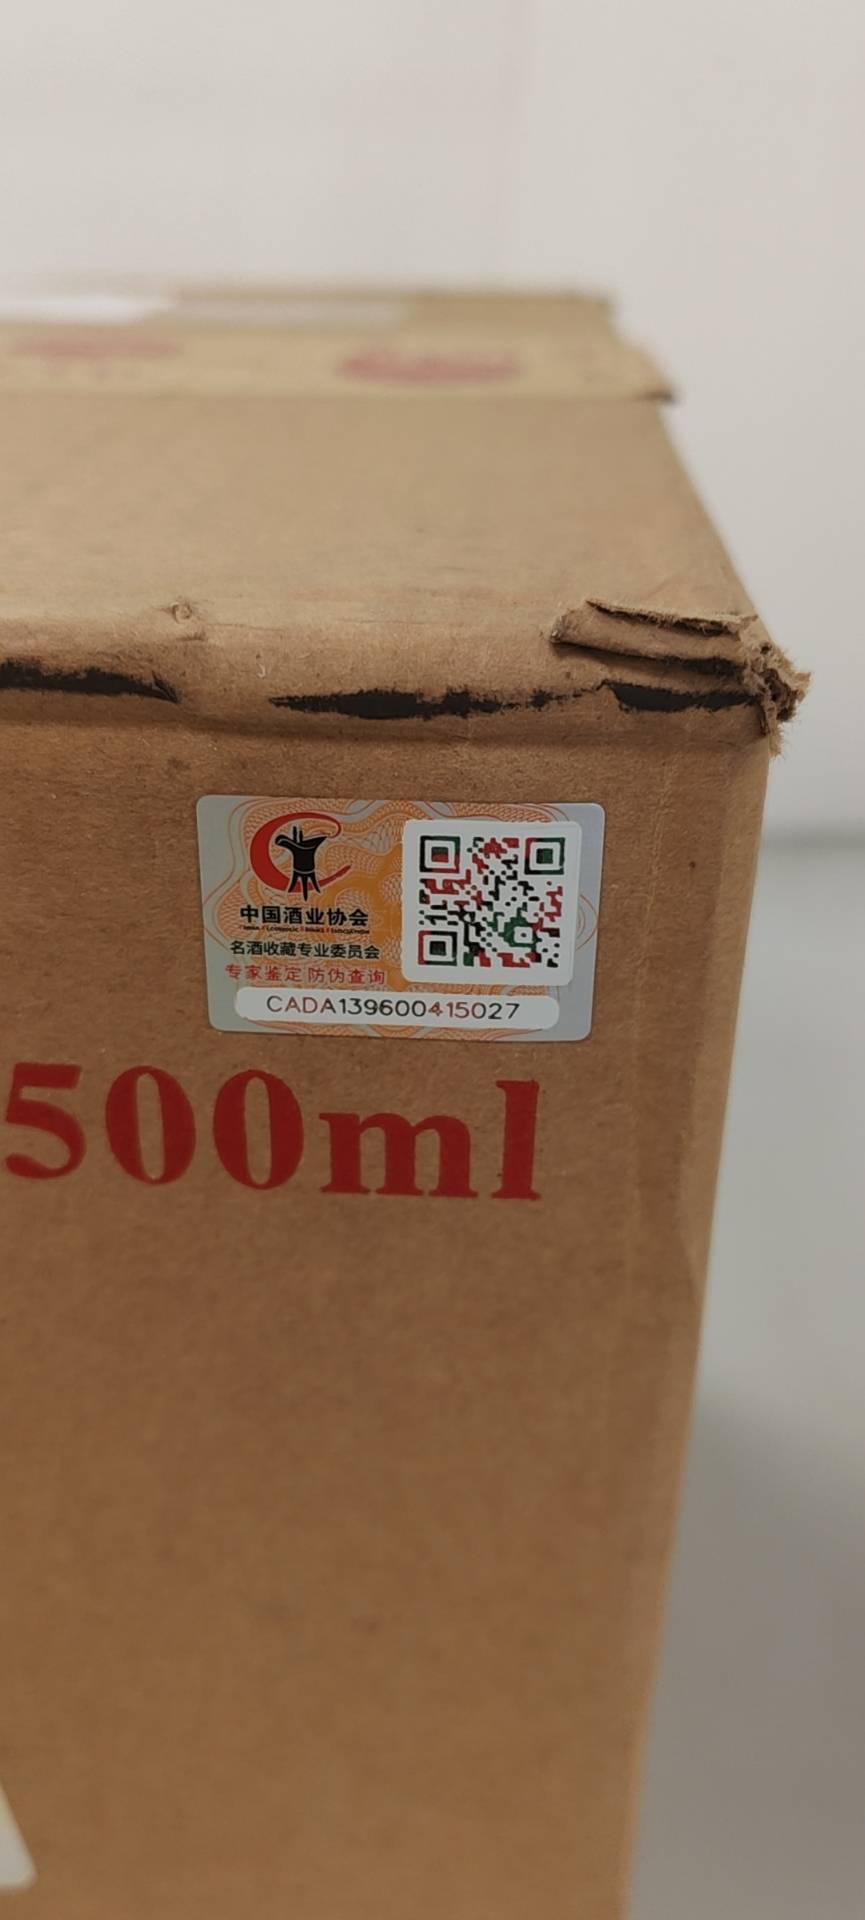 中国酒业协会
名酒收藏专业委员会
专家鉴定 防伪查询
CADA139600415027
500ml